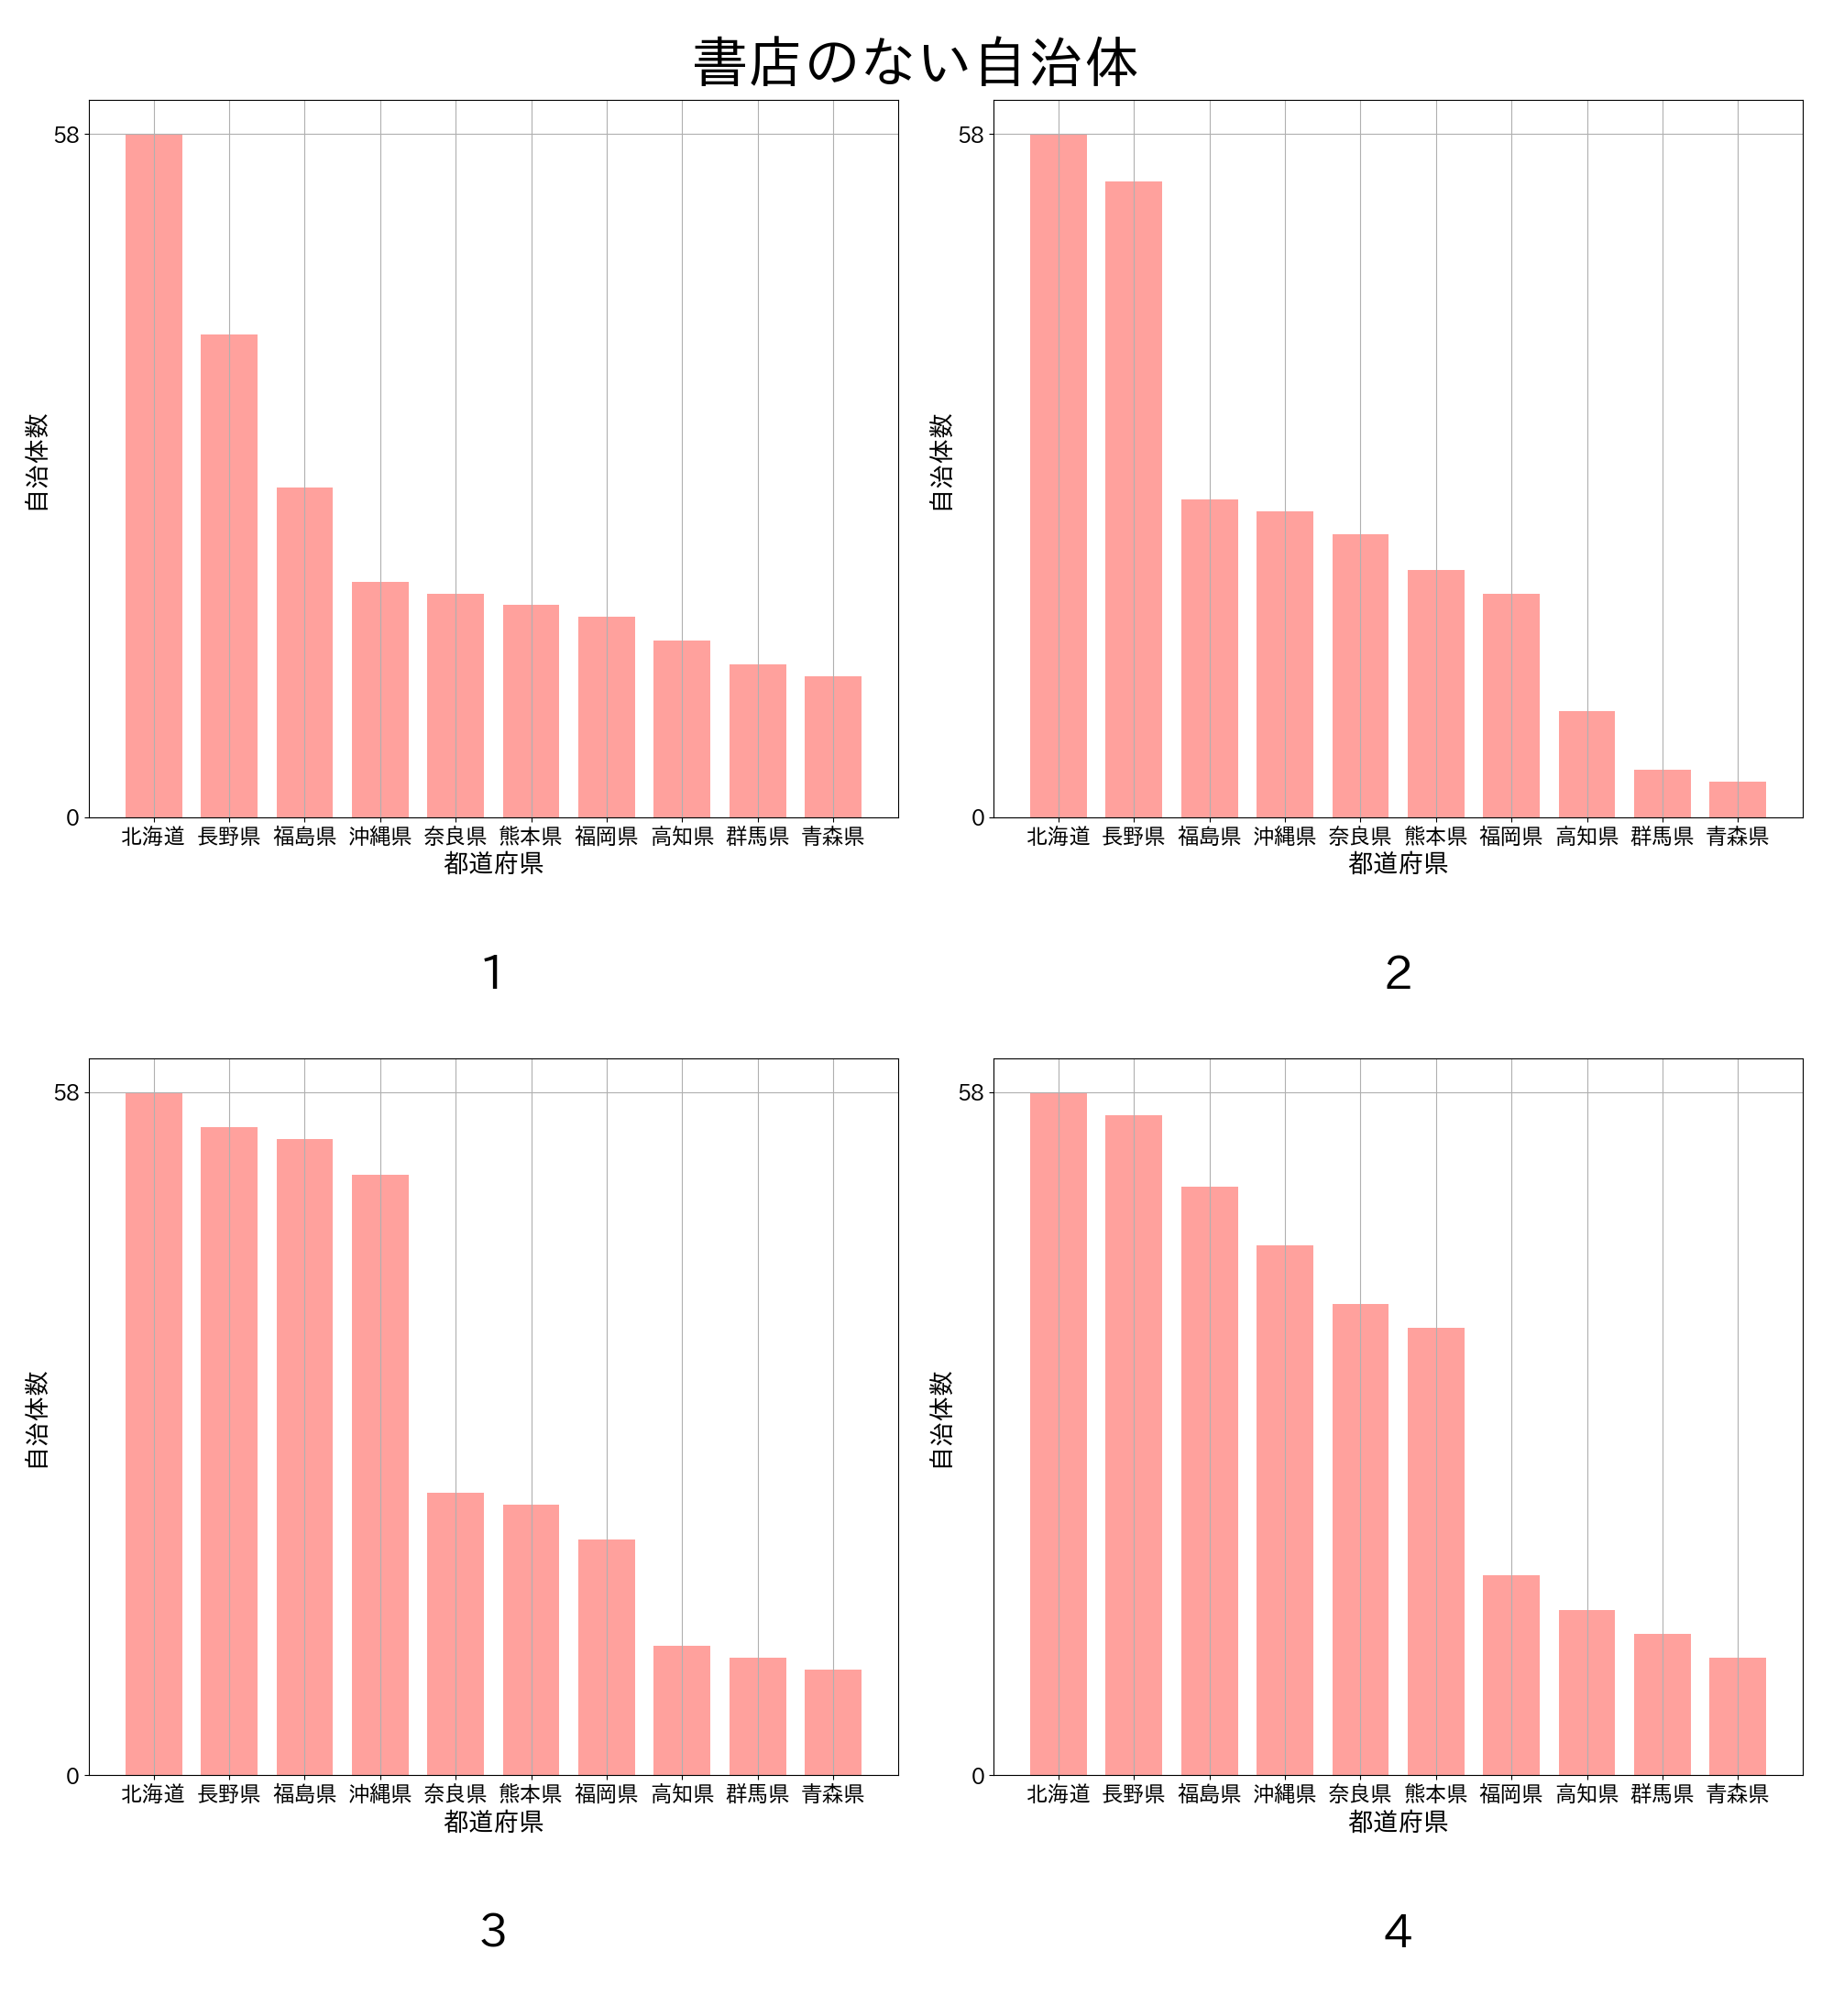 書店のない自治体
58
0
自治体数
北海道 長野県 福島県 沖縄県 奈良県 熊本県 福岡県 高知県 群馬県 青森県
都道府県
1
58
0
自治体数
北海道 長野県 福島県 沖縄県 奈良県 熊本県 福岡県 高知県 群馬県 青森県
都道府県
2
58
0
自治体数
北海道 長野県 福島県 沖縄県 奈良県 熊本県 福岡県 高知県 群馬県 青森県
都道府県
3
58
0
自治体数
北海道 長野県 福島県 沖縄県 奈良県 熊本県 福岡県 高知県 群馬県 青森県
都道府県
4